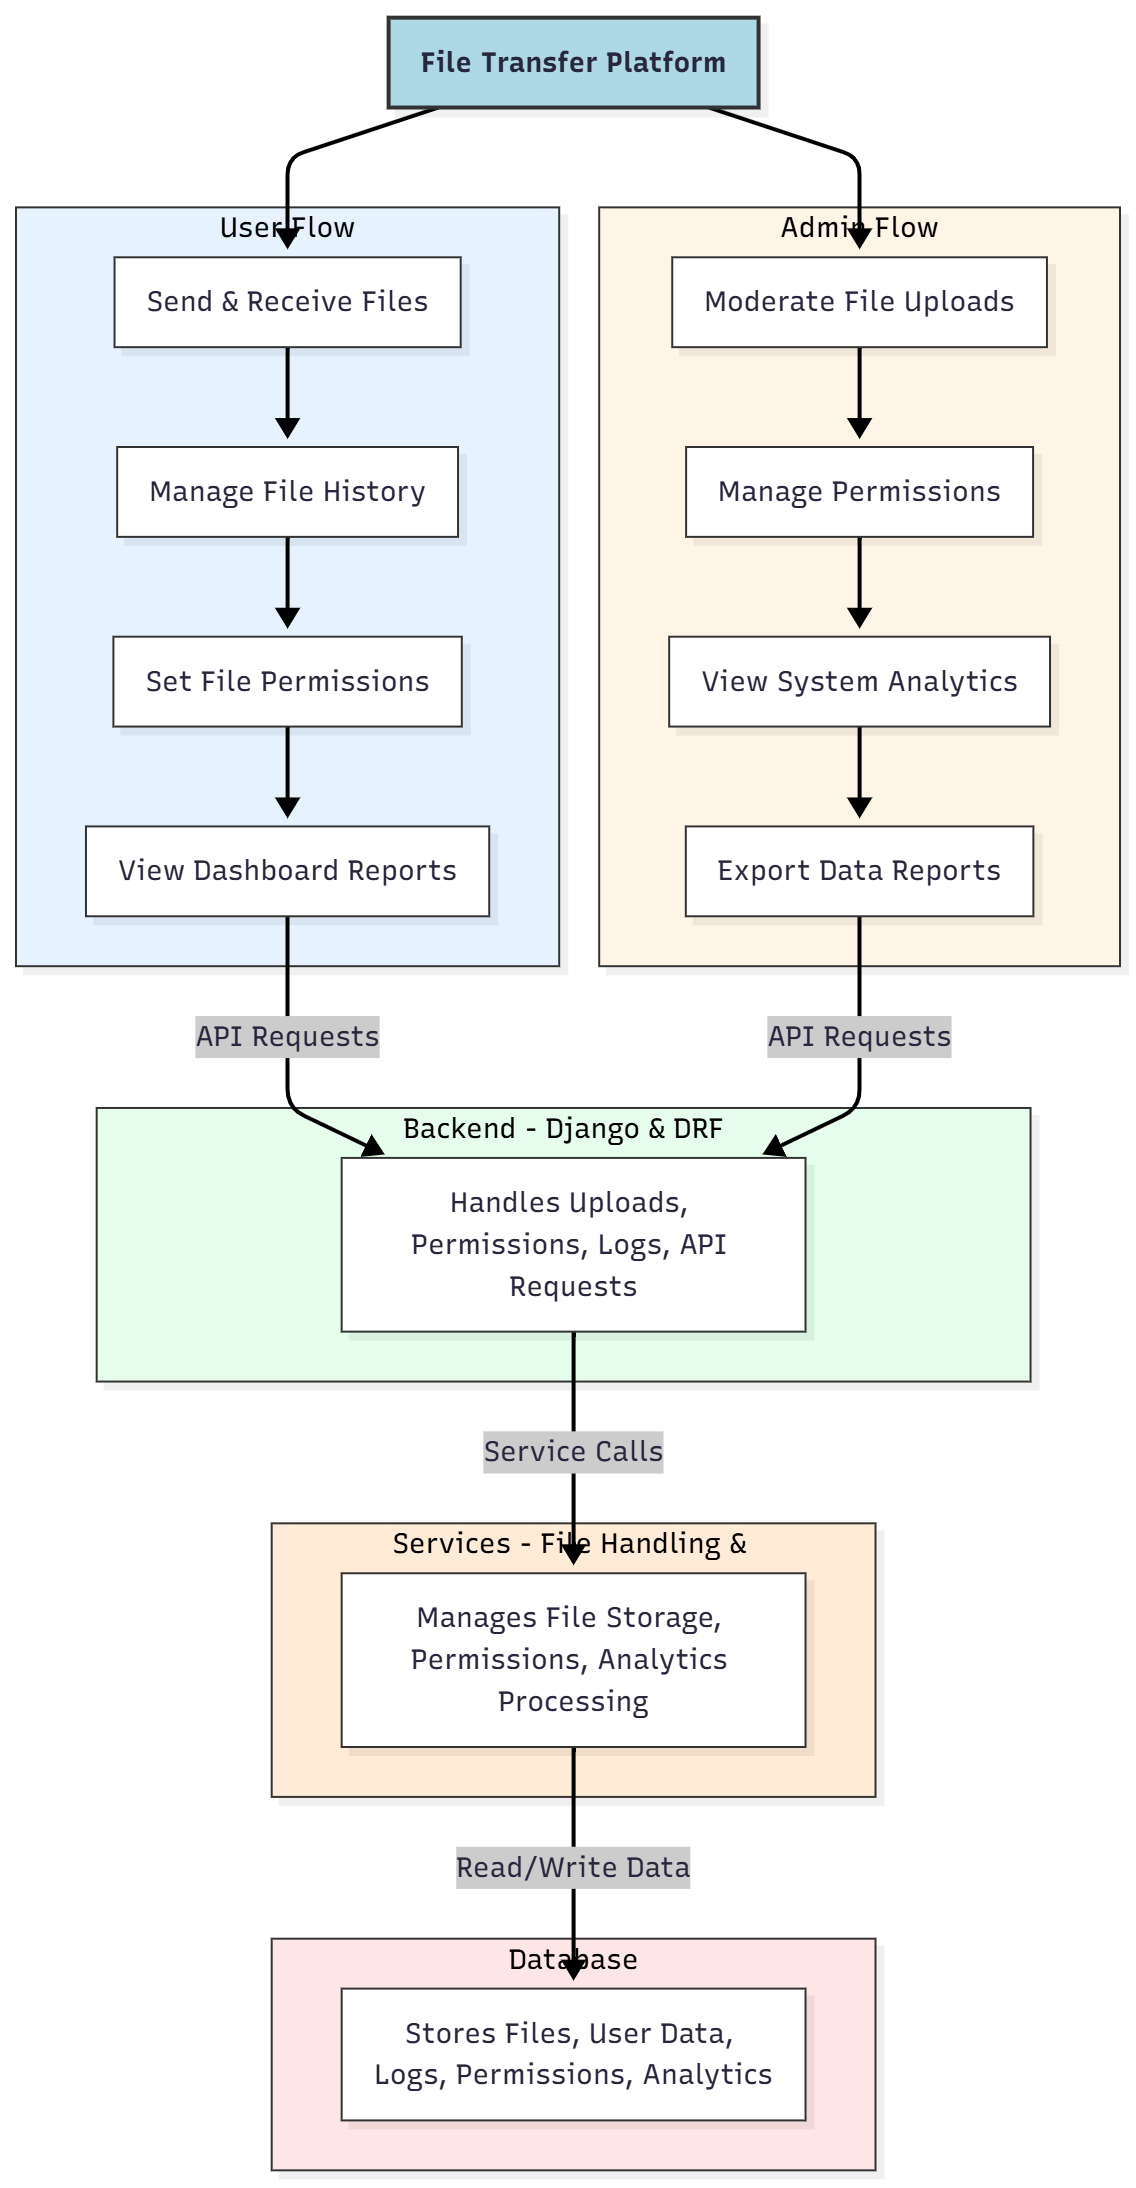 File Transfer Platform
User Flow
Send & Receive Files
Manage File History
Set File Permissions
View Dashboard Reports
API Requests
Admin Flow
Moderate File Uploads
Manage Permissions
View System Analytics
Export Data Reports
API Requests
Backend - Django & DRF
Handles Uploads,
Permissions, Logs, API
Requests
Service Calls
Services - File Handling &
Manages File Storage,
Permissions, Analytics
Processing
Read/Write Data
Database
Stores Files, User Data,
Logs, Permissions, Analytics